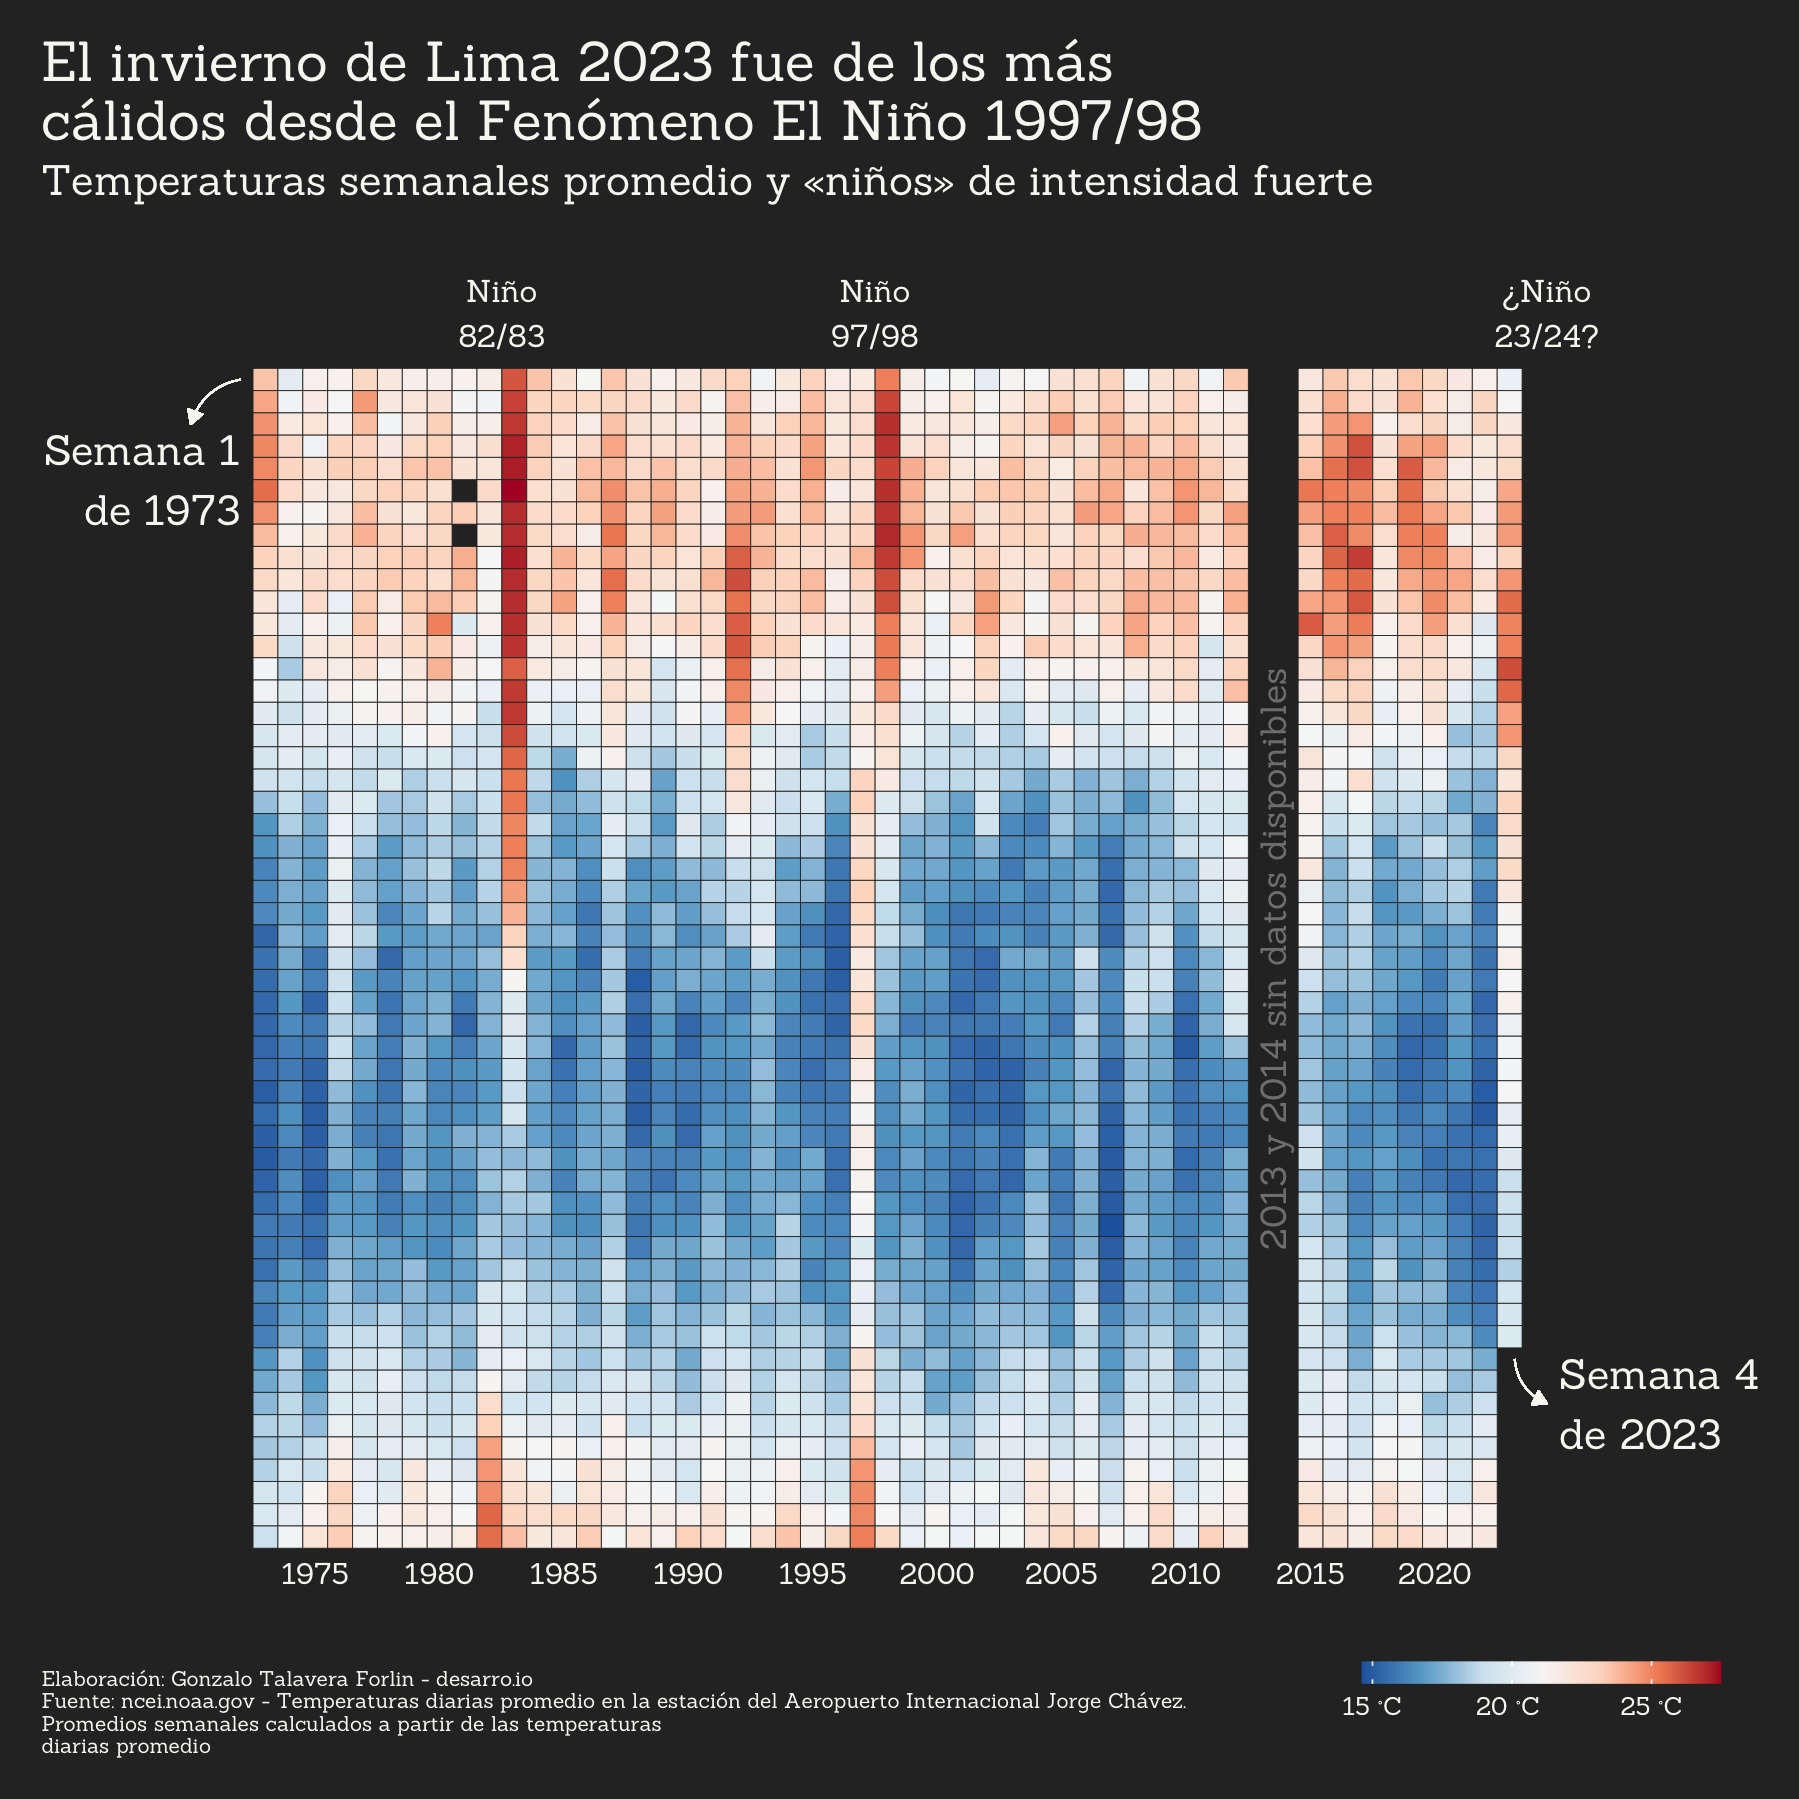 El invierno de Lima 2023 fue de los más
cálidos desde el Fenómeno El Niño 1997/98
Temperaturas semanales promedio y «niños» de intensidad fuerte
Niño
82/83
Niño
97/98
¿Niño
23/24?
Semana 1
de 1973
2013 y 2014 sin datos disponibles
Semana 4
de 2023
1975 1980 1985 1990 1995 2000 2005 2010 2015 2020
Elaboración: Gonzalo Talavera Forlin - desarro.io
Fuente: ncei.noaa.gov - Temperaturas diarias promedio en la estación del Aeropuerto Internacional Jorge Chávez.
Promedios semanales calculados a partir de las temperaturas
diarias promedio
15 °C 20 °C 25 °C